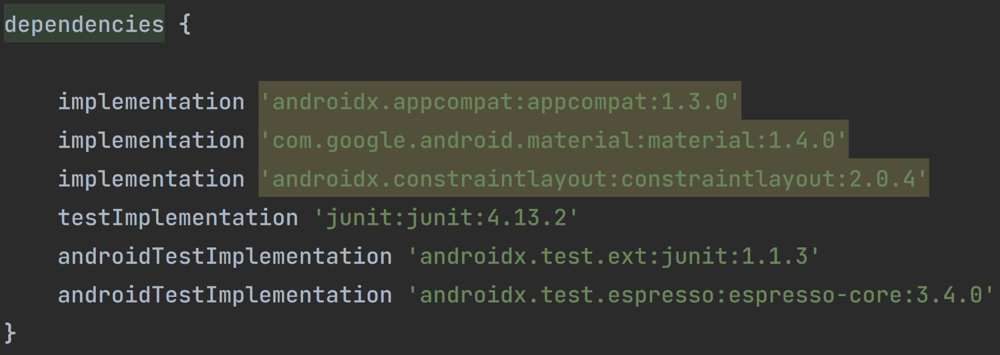 dependencies {
implementation 'androidx.appcompat:appcompat:1.3.0'
implementation 'com.google.android.material:material:1.4.0'
implementation 'androidx.constraintlayout:constraintlayout:2.0.4'
testImplementation 'junit:junit:4.13.2'
androidTestImplementation 'androidx.test.ext:junit:1.1.3'
androidTestImplementation 'androidx.test.espresso:espresso-core:3.4.0'
}